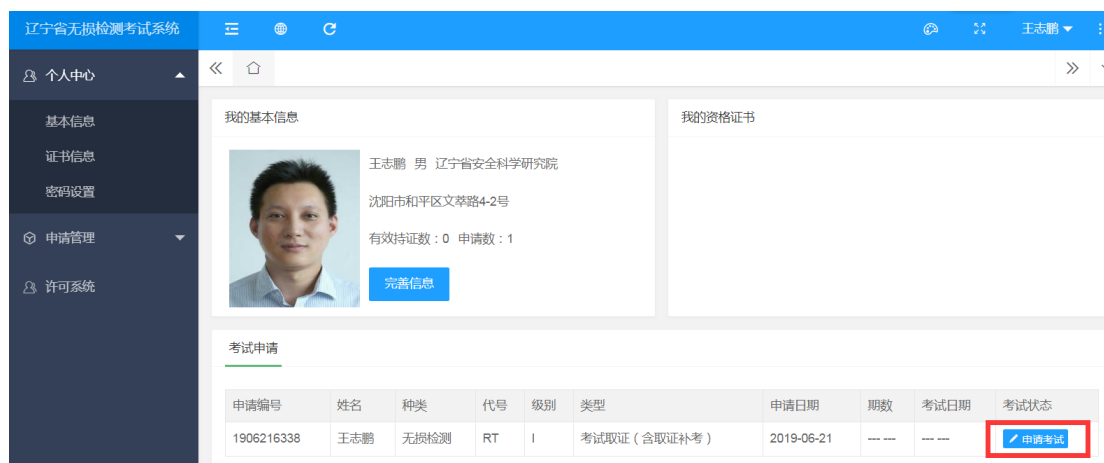 辽宁省无损检测考试系统
王志鹏
个人中心
基本信息
证书信息
密码设置
申请管理
许可系统
我的基本信息
王志鹏 男 辽宁省安全科学研究院
沈阳市和平区文萃路4-2号
有效持证数：0 申请数：1
完善信息
我的资格证书
考试申请
申请编号 姓名 种类 代号 级别 类型 申请日期 期数 考试日期 考试状态
1906216338 王志鹏 无损检测 RT I 考试取证（含取证补考） 2019-06-21 --- --- --- --- 申请考试